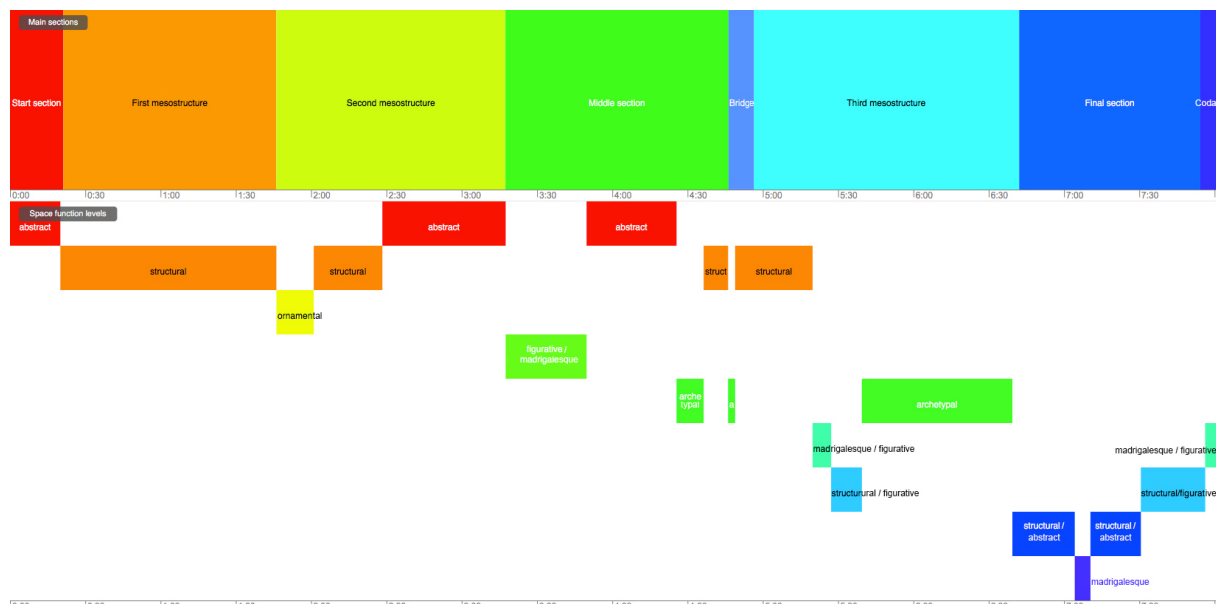 Main sections
Start section
First mesostructure
Second mesostructure
Middle section
Bridge
Third mesostructure
Final section
Coda
0:00 0:30 1:00 1:30 2:00 2:30 3:00 3:30 4:00 4:30 5:00 5:30 6:00 6:30 7:00 7:30
Space function levels
abstract
abstract
abstract
structural
structural
struct
structural
ornamental
figurative /
madrigalesque
arche
typal
a
archetypal
madrigalesque / figurative
madrigalesque / figurative
structurural / figurative
structural/figurative
structural /
abstract
structural /
abstract
madrigalesque